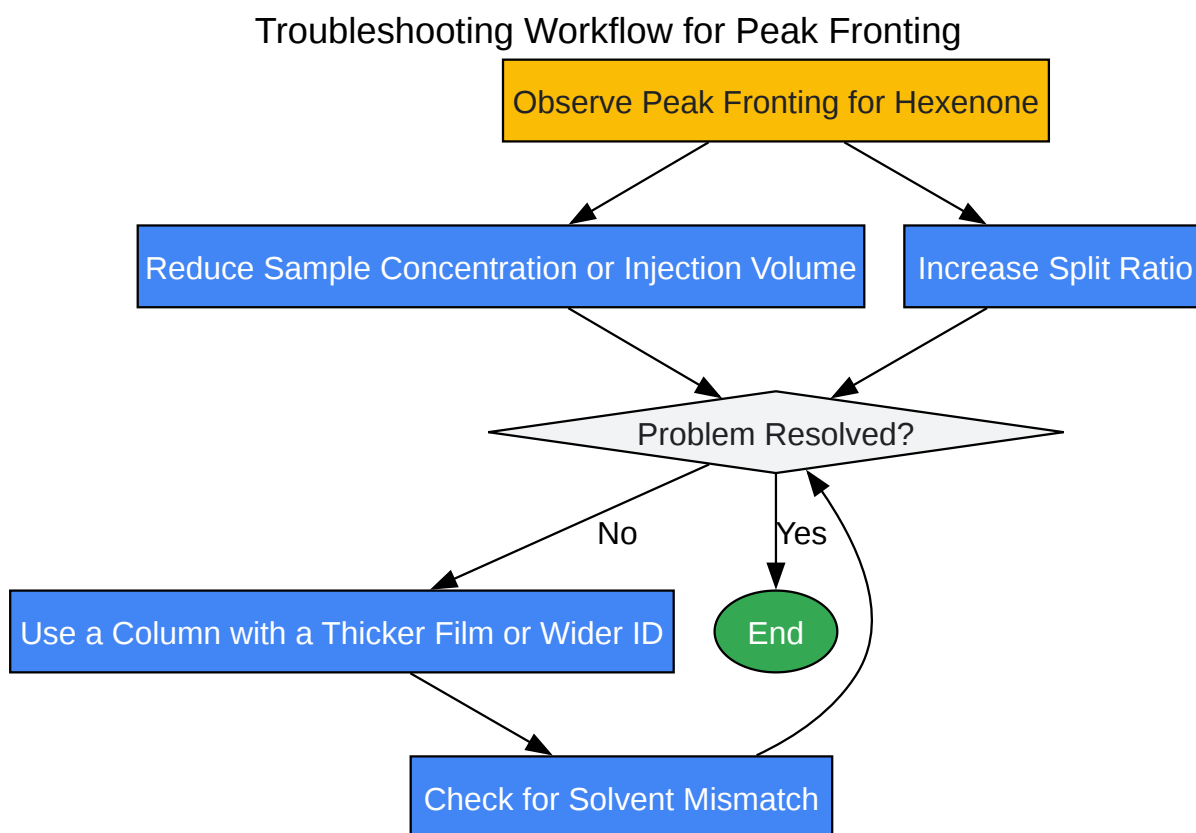 Troubleshooting Workflow for Peak Fronting
Observe Peak Fronting for Hexenone
Reduce Sample Concentration or Injection Volume
Increase Split Ratio
Problem Resolved?
No
Yes
Use a Column with a Thicker Film or Wider ID
End
Check for Solvent Mismatch